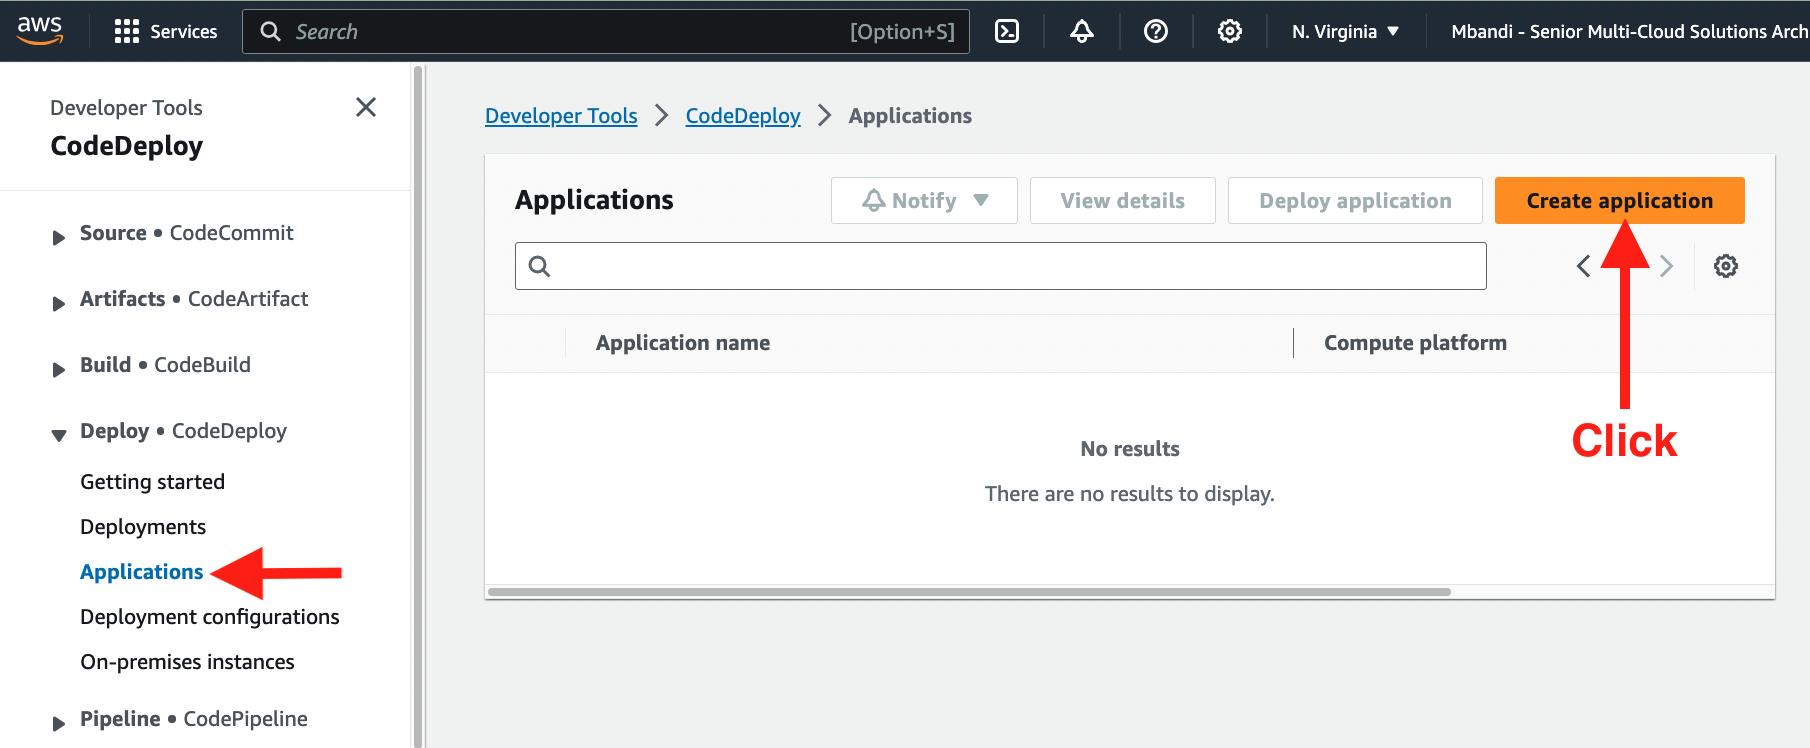 aws
Services
Search
[Option+S]
N. Virginia
Mbandi - Senior Multi-Cloud Solutions Arch
Developer Tools
CodeDeploy
Source • CodeCommit
Artifacts • CodeArtifact
Build • CodeBuild
Deploy • CodeDeploy
Getting started
Deployments
Applications
Deployment configurations
On-premises instances
Pipeline • CodePipeline
Developer Tools > CodeDeploy > Applications
Applications
Notify
View details
Deploy application
Create application
Application name
Compute platform
No results
There are no results to display.
Click